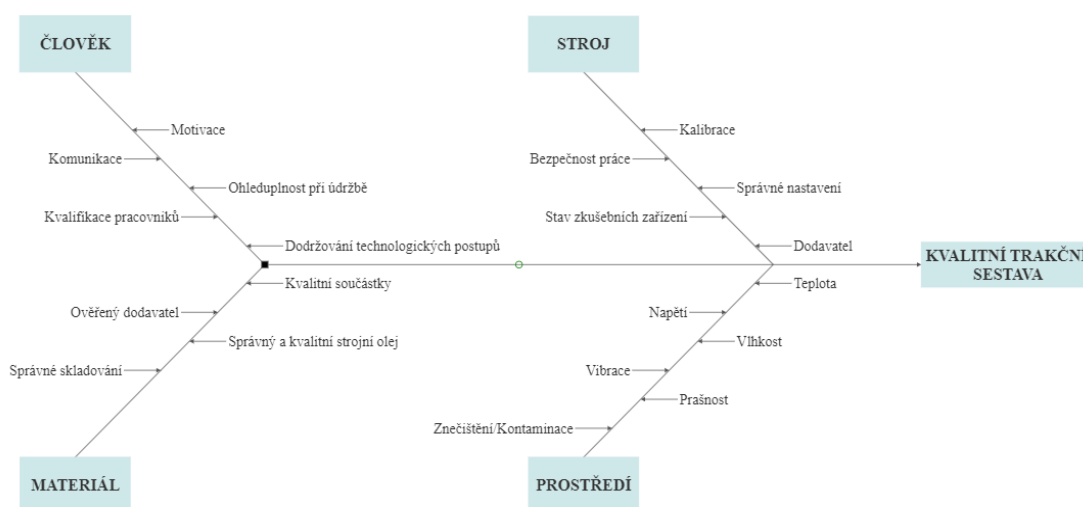 ČLOVĚK
STROJ
Motivace
Kalibrace
Komunikace
Bezpečnost práce
Ohleduplnost při údržbě
Správné nastavení
Kvalifikace pracovníků
Stav zkušebních zařízení
Dodržování technologických postupů
Dodavatel
KVALITNÍ TRAKČNÍ
SESTAVA
Kvalitní součástky
Teplota
Ověřený dodavatel
Napětí
Správný a kvalitní strojní olej
Vlhkost
Správné skladování
Vibrace
Prašnost
Znečištění/Kontaminace
MATERIÁL
PROSTŘEDÍ